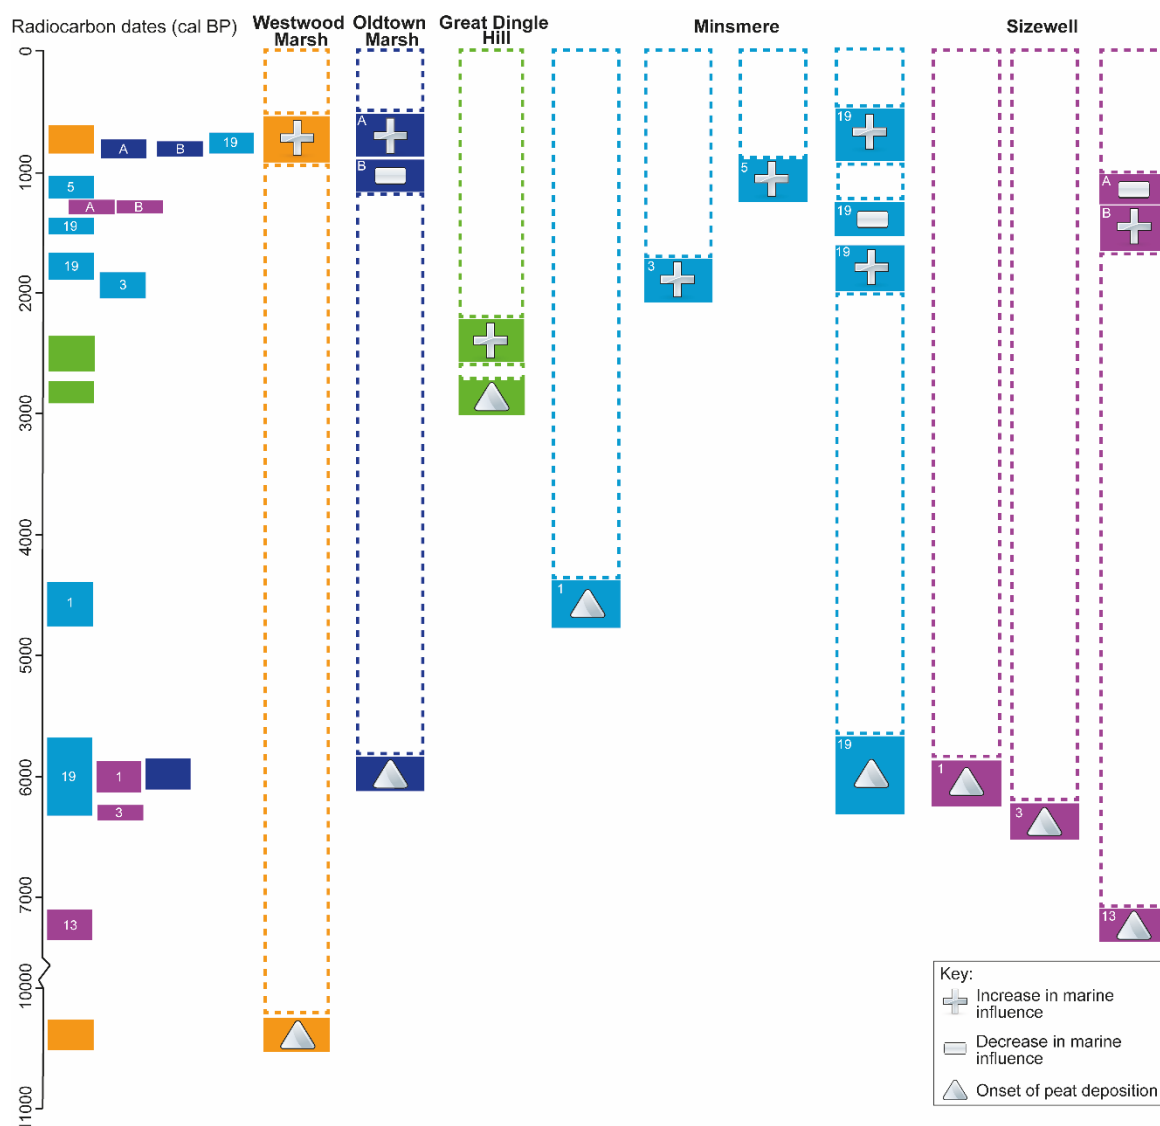 Radiocarbon dates (cal BP)
Westwood
Marsh
Oldtown
Marsh
Great Dingle
Hill
Minsmere
Sizewell
0
1000
2000
3000
4000
5000
6000
7000
10000
11000
A
B
19
5
A
B
19
19
3
1
19
1
3
13
A
B
1
3
5
19
19
19
19
1
3
A
B
13
Key:
Increase in marine
influence
Decrease in marine
influence
Onset of peat deposition